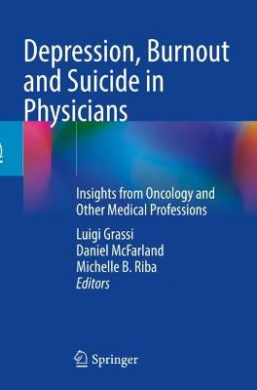 Depression, Burnout
and Suicide in
Physicians
Insights from Oncology and
Other Medical Professions
Luigi Grassi
Daniel McFarland
Michelle B. Riba
Editors
Springer